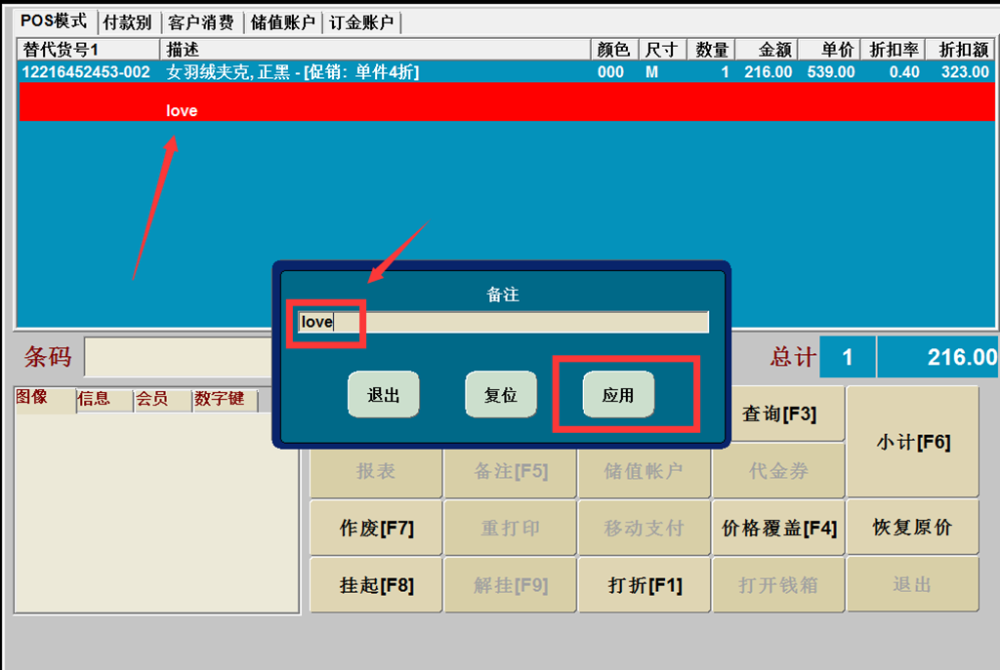 POS模式 付款别 客户消费 储值账户 订金账户
替代货号1 描述 颜色 尺寸 数量 金额 单价 折扣率 折扣额
12216452453-002 女羽绒夹克,正黑 - [促销: 单件4折] 000 M 1 216.00 539.00 0.40 323.00
love
备注
love
退出 复位 应用
条码 总计 1 216.00
图像 信息 会员 数字键
查询[F3] 小计[F6]
报表 备注[F5] 储值帐户 代金券
作废[F7] 重打印 移动支付 价格覆盖[F4] 恢复原价
挂起[F8] 解挂[F9] 打折[F1] 打开钱箱 退出